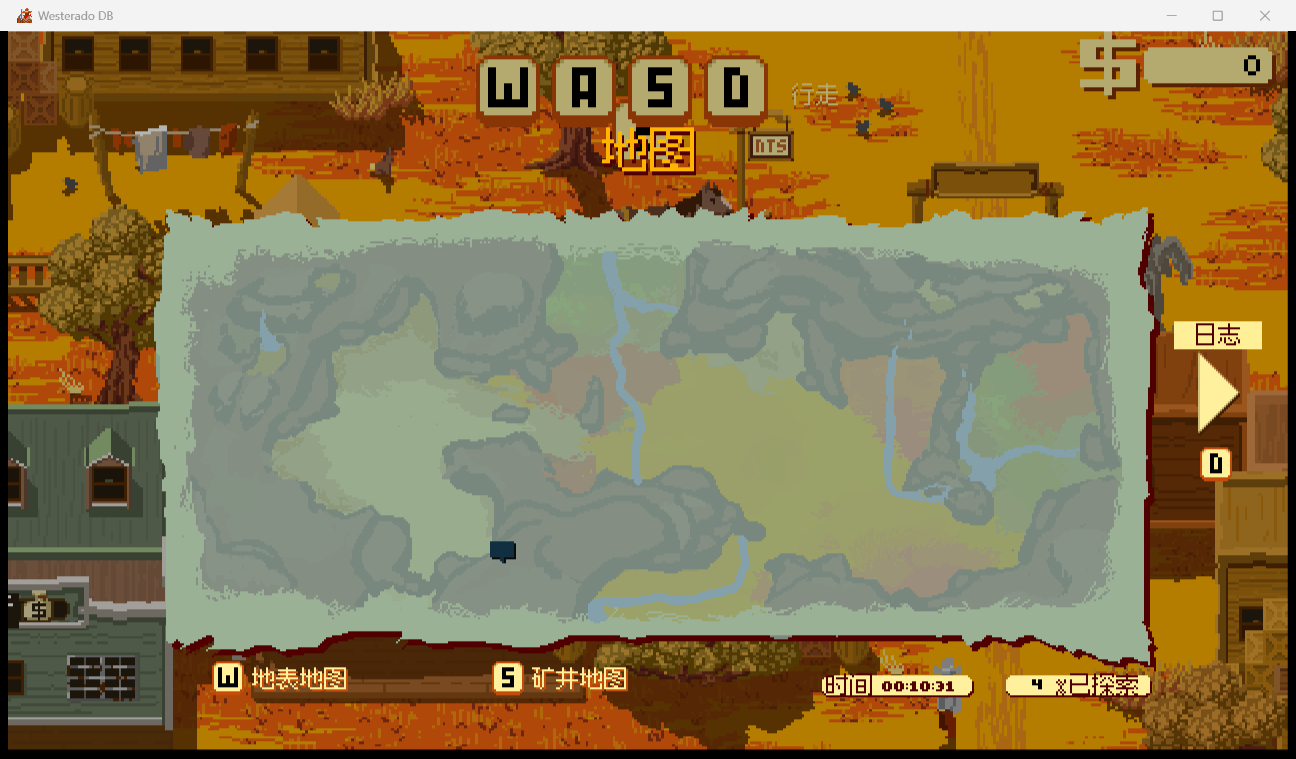 Westerado DB
W A S D 行走
$ 0
地图
NTS
日志
D
$
W 地表地图
S 矿井地图
时间 00:10:31
4 %已探索